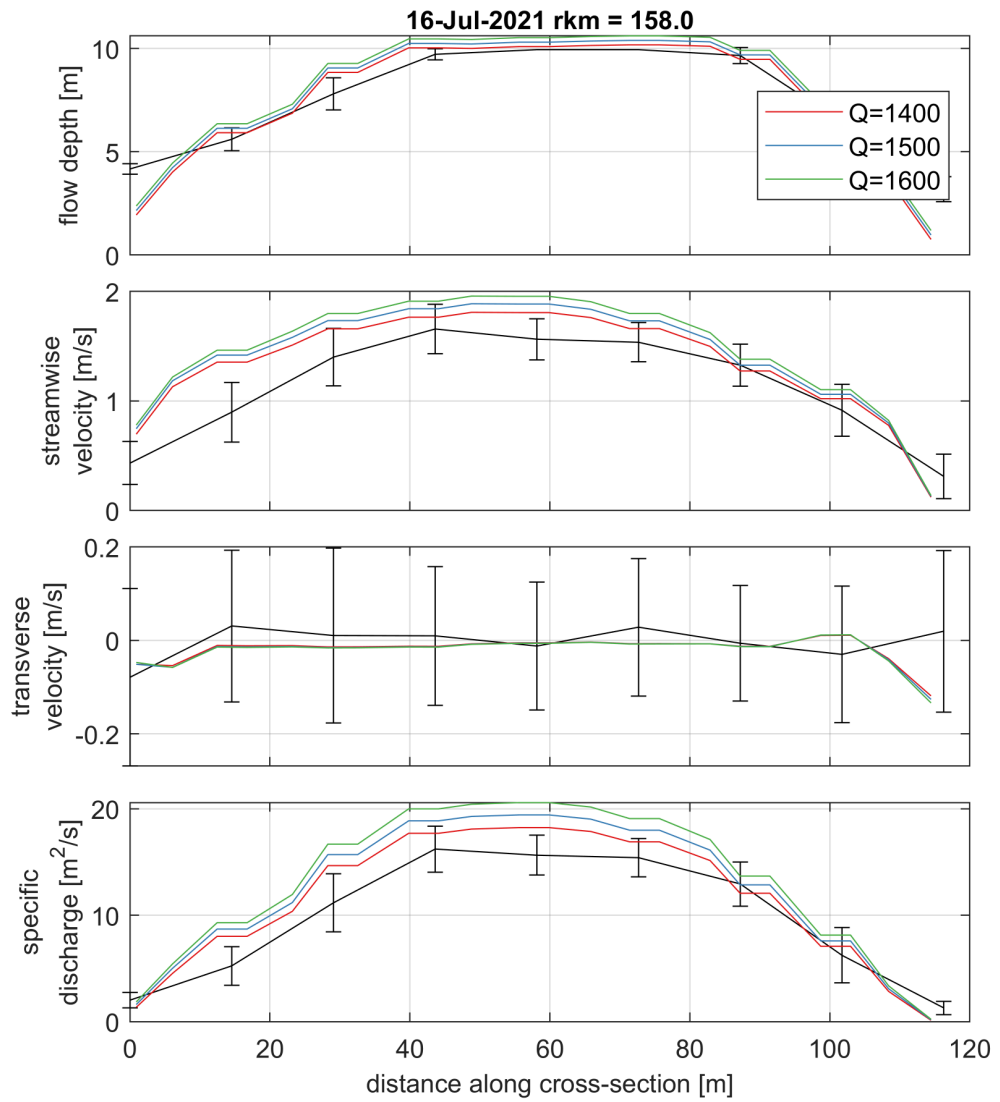 16-Jul-2021 rkm = 158.0
10
5
0
flow depth [m]
Q=1400
Q=1500
Q=1600
2
1
0
streamwise
velocity [m/s]
0.2
0
-0.2
transverse
velocity [m/s]
20
10
0
specific
discharge [m²/s]
0 20 40 60 80 100 120
distance along cross-section [m]